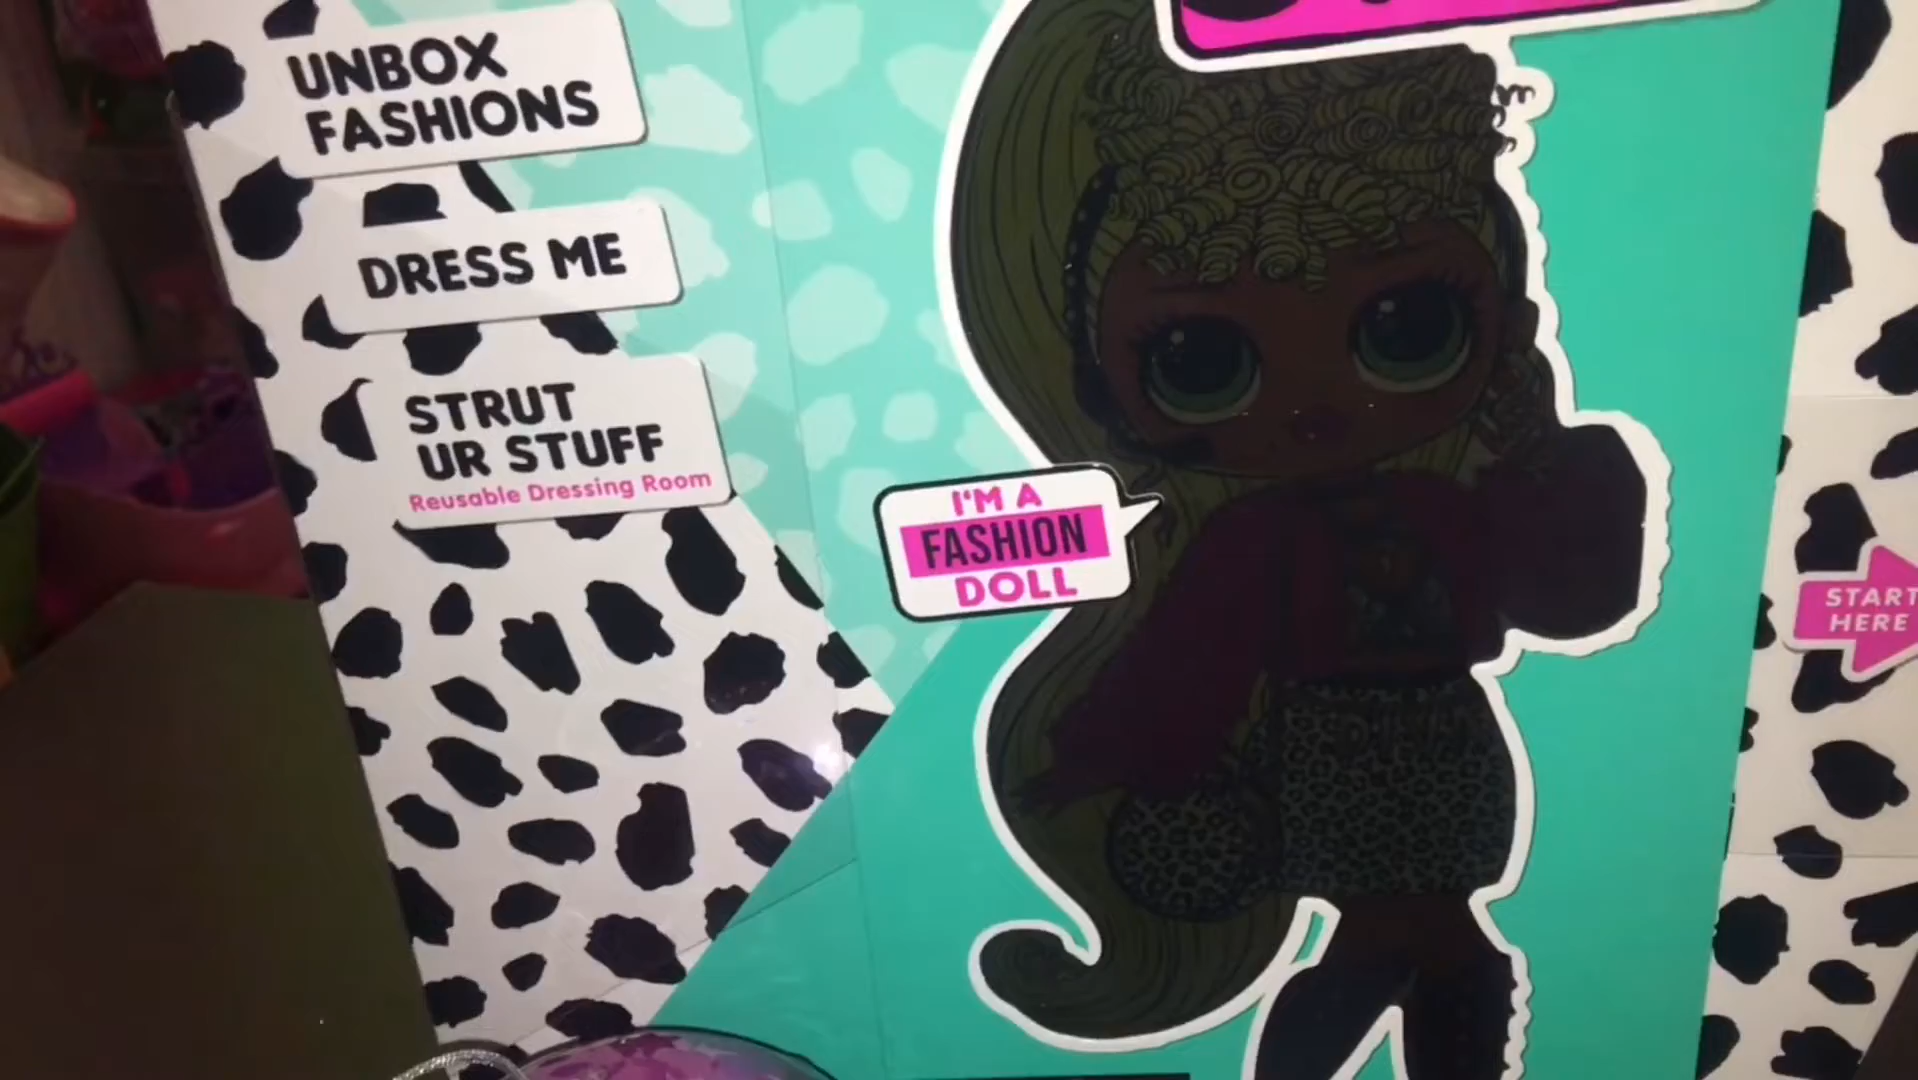 UNBOX
FASHIONS
DRESS ME
STRUT
UR STUFF
Reusable Dressing Room
I'M A
FASHION
DOLL
START
HERE